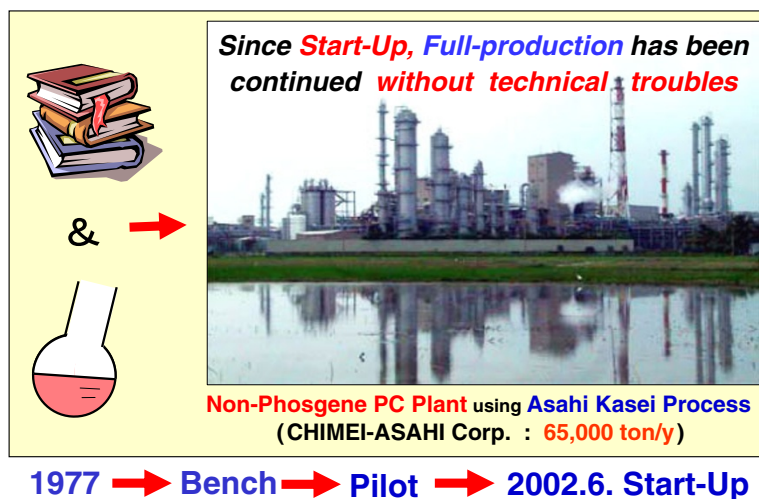 Since Start-Up, Full-production has been
continued without technical troubles
&
Non-Phosgene PC Plant using Asahi Kasei Process
(CHIMEI-ASAHI Corp. : 65,000 ton/y)
1977 Bench Pilot 2002.6. Start-Up